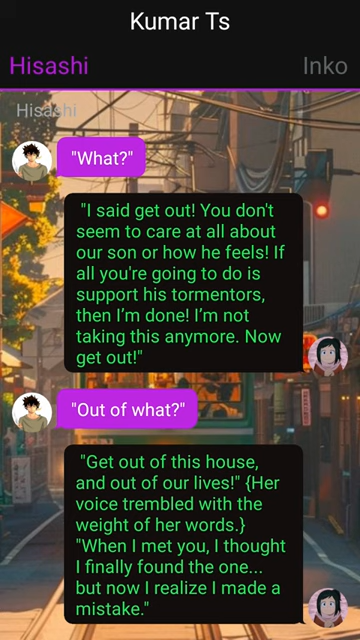 Kumar Ts
Hisashi
Inko
Hisashi
"What?"
"I said get out! You don't
seem to care at all about
our son or how he feels! If
all you're going to do is
support his tormentors,
then I’m done! I’m not
taking this anymore. Now
get out!"
"Out of what?"
"Get out of this house,
and out of our lives!" {Her
voice trembled with the
weight of her words.}
"When I met you, I thought
I finally found the one...
but now I realize I made a
mistake."